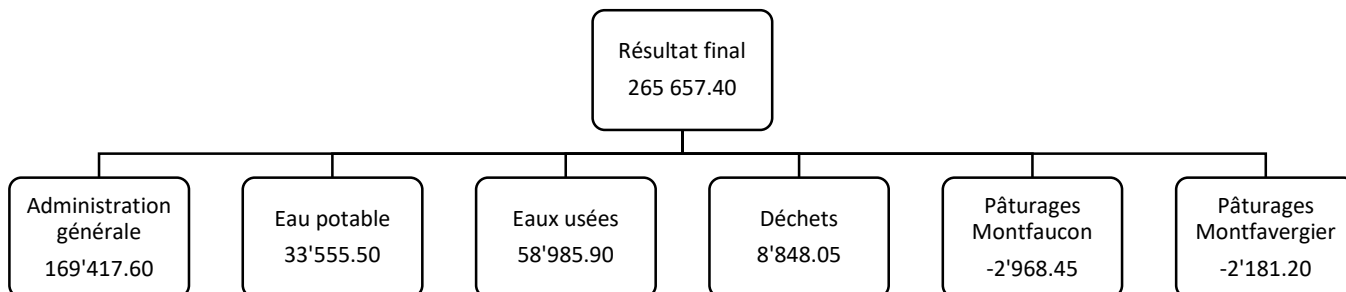 Résultat final
265 657.40
Administration
générale
169'417.60
Eau potable
33'555.50
Eaux usées
58'985.90
Déchets
8'848.05
Pâturages
Montfaucon
-2'968.45
Pâturages
Montfavergier
-2'181.20